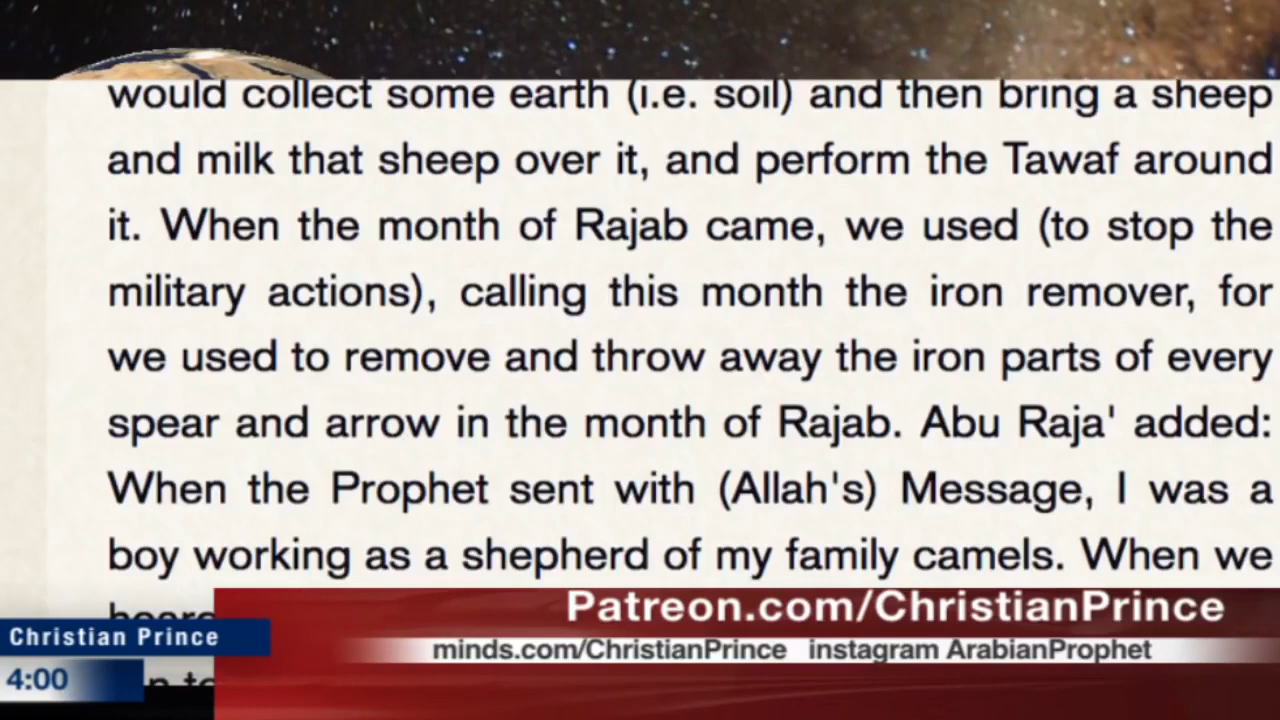 would collect some earth (i.e. soil) and then bring a sheep
and milk that sheep over it, and perform the Tawaf around
it. When the month of Rajab came, we used (to stop the
military actions), calling this month the iron remover, for
we used to remove and throw away the iron parts of every
spear and arrow in the month of Rajab. Abu Raja' added:
When the Prophet sent with (Allah's) Message, I was a
boy working as a shepherd of my family camels. When we
Patreon.com/ChristianPrince
Christian Prince
minds.com/ChristianPrince instagram ArabianProphet
4:00